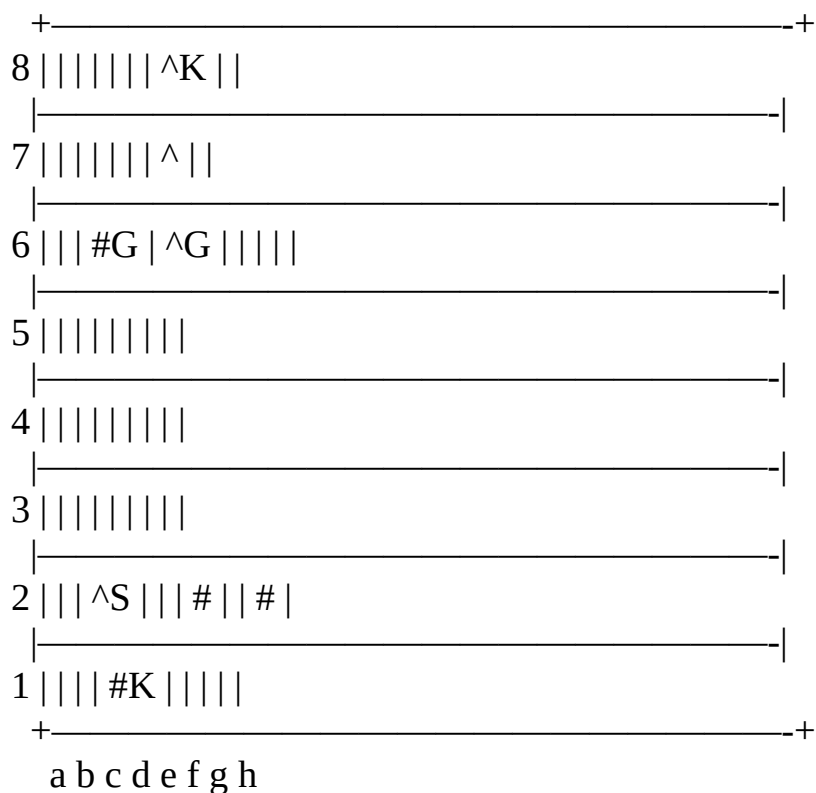 +—————————————————————-+
8 | | | | | | | ^K | |
|—————————————————————-|
7 | | | | | | | ^ | |
|—————————————————————-|
6 | | | #G | ^G | | | | |
|—————————————————————-|
5 | | | | | | | | |
|—————————————————————-|
4 | | | | | | | | |
|—————————————————————-|
3 | | | | | | | | |
|—————————————————————-|
2 | | | ^S | | | # | | # |
|—————————————————————-|
1 | | | | #K | | | | |
+—————————————————————-+
a b c d e f g h